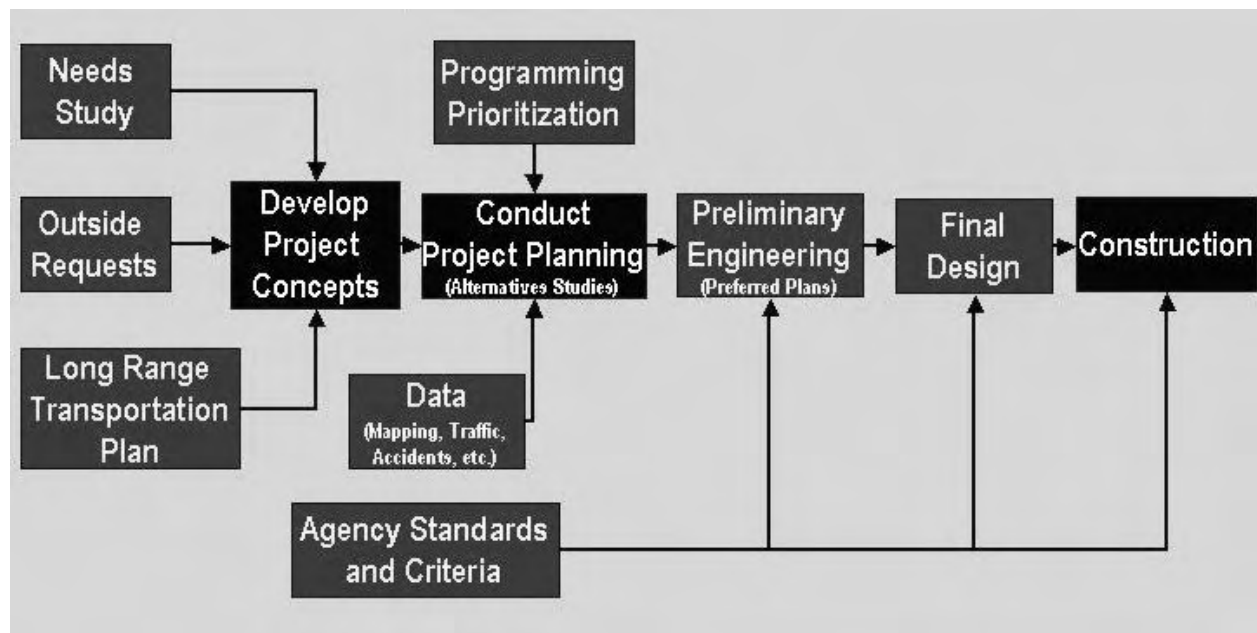 Needs
Study
Programming
Prioritization
Outside
Requests
Develop
Project
Concepts
Conduct
Project Planning
(Alternatives Studies)
Preliminary
Engineering
(Preferred Plans)
Final
Design
Construction
Long Range
Transportation
Plan
Data
(Mapping, Traffic,
Accidents, etc.)
Agency Standards
and Criteria